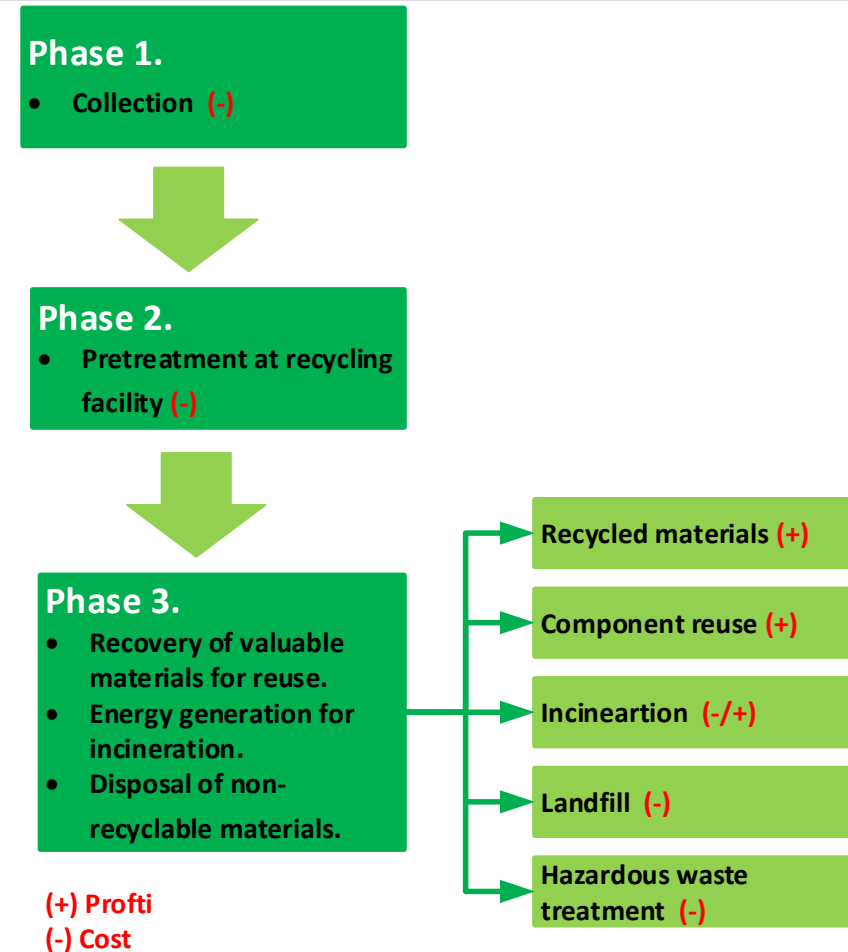 Phase 1.
• Collection (-)
Phase 2.
• Pretreatment at recycling
facility (-)
Phase 3.
• Recovery of valuable
materials for reuse.
• Energy generation for
incineration.
• Disposal of non-
recyclable materials.
Recycled materials (+)
Component reuse (+)
Incineartion (-/+)
Landfill (-)
Hazardous waste
treatment (-)
(+) Profti
(-) Cost